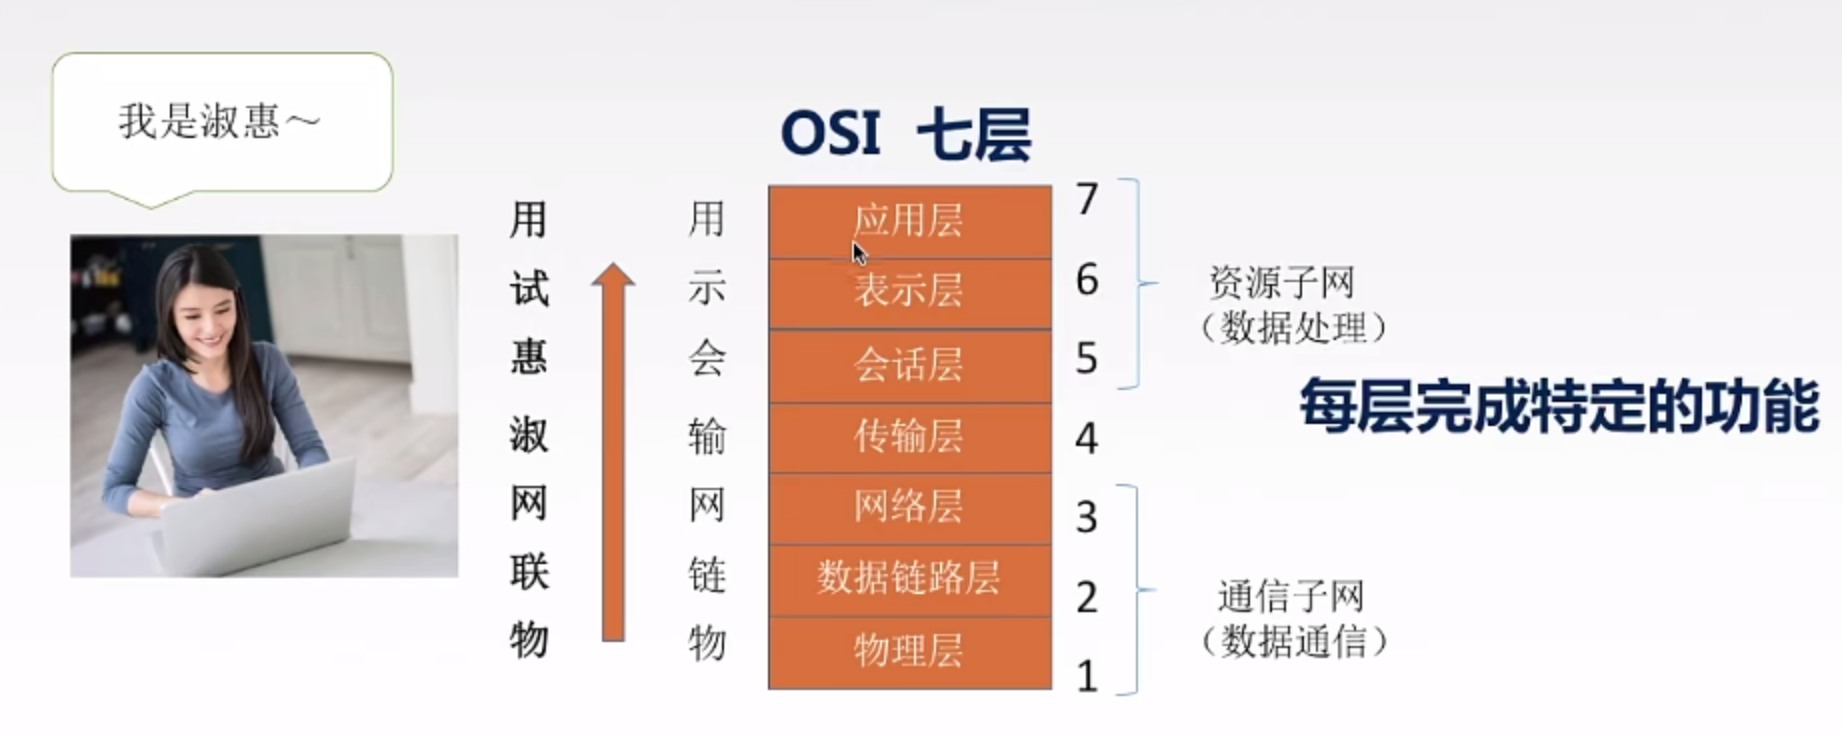 我是淑惠～
OSI 七层
用
试
惠
淑
网
联
物
用
示
会
输
网
链
物
应用层
表示层
会话层
传输层
网络层
数据链路层
物理层
7
6
5
4
3
2
1
资源子网
（数据处理）
每层完成特定的功能
通信子网
（数据通信）